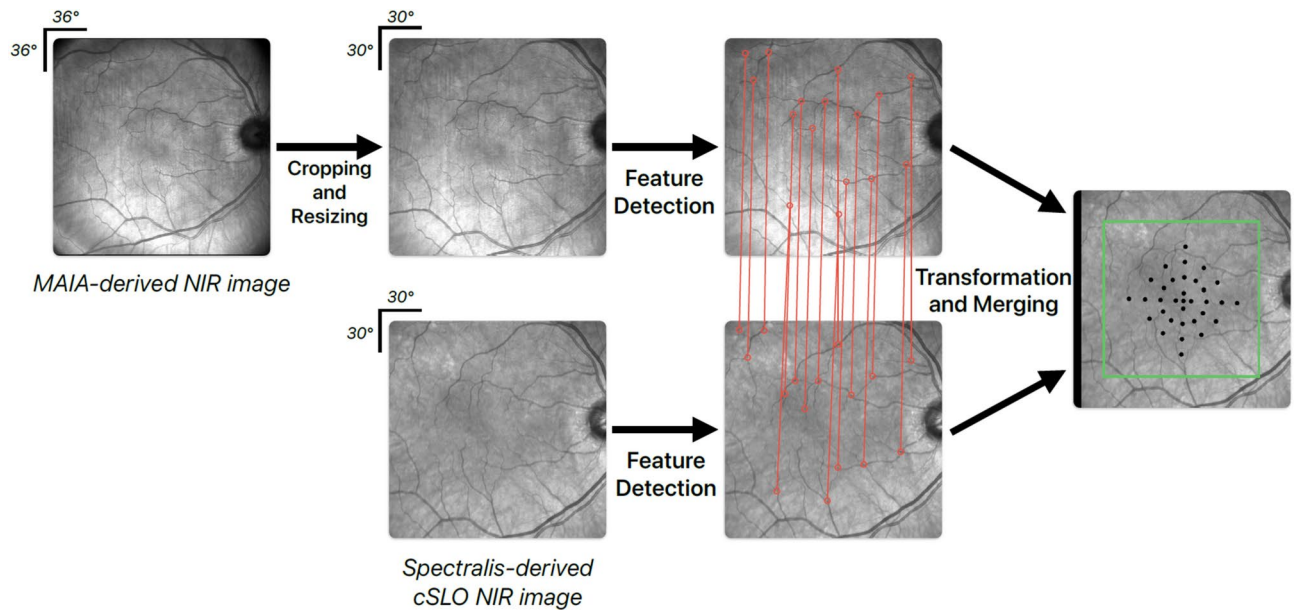 36°
36°
MAIA-derived NIR image
Cropping
and
Resizing
30°
30°
Feature
Detection
30°
30°
Spectralis-derived
cSLO NIR image
Feature
Detection
Transformation
and Merging